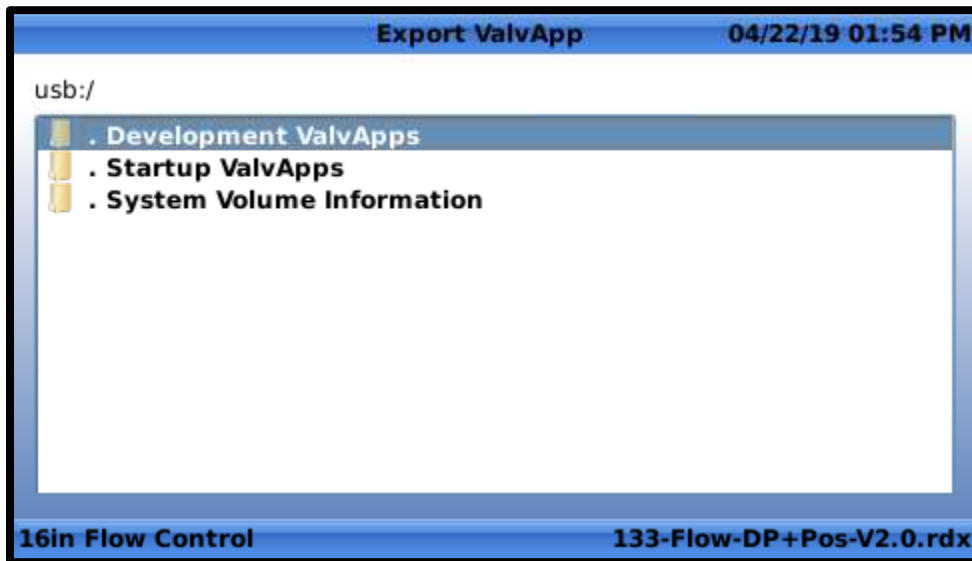 Export ValvApp 04/22/19 01:54 PM
usb:/
. Development ValvApps
. Startup ValvApps
. System Volume Information
16in Flow Control 133-Flow-DP+Pos-V2.0.rdx